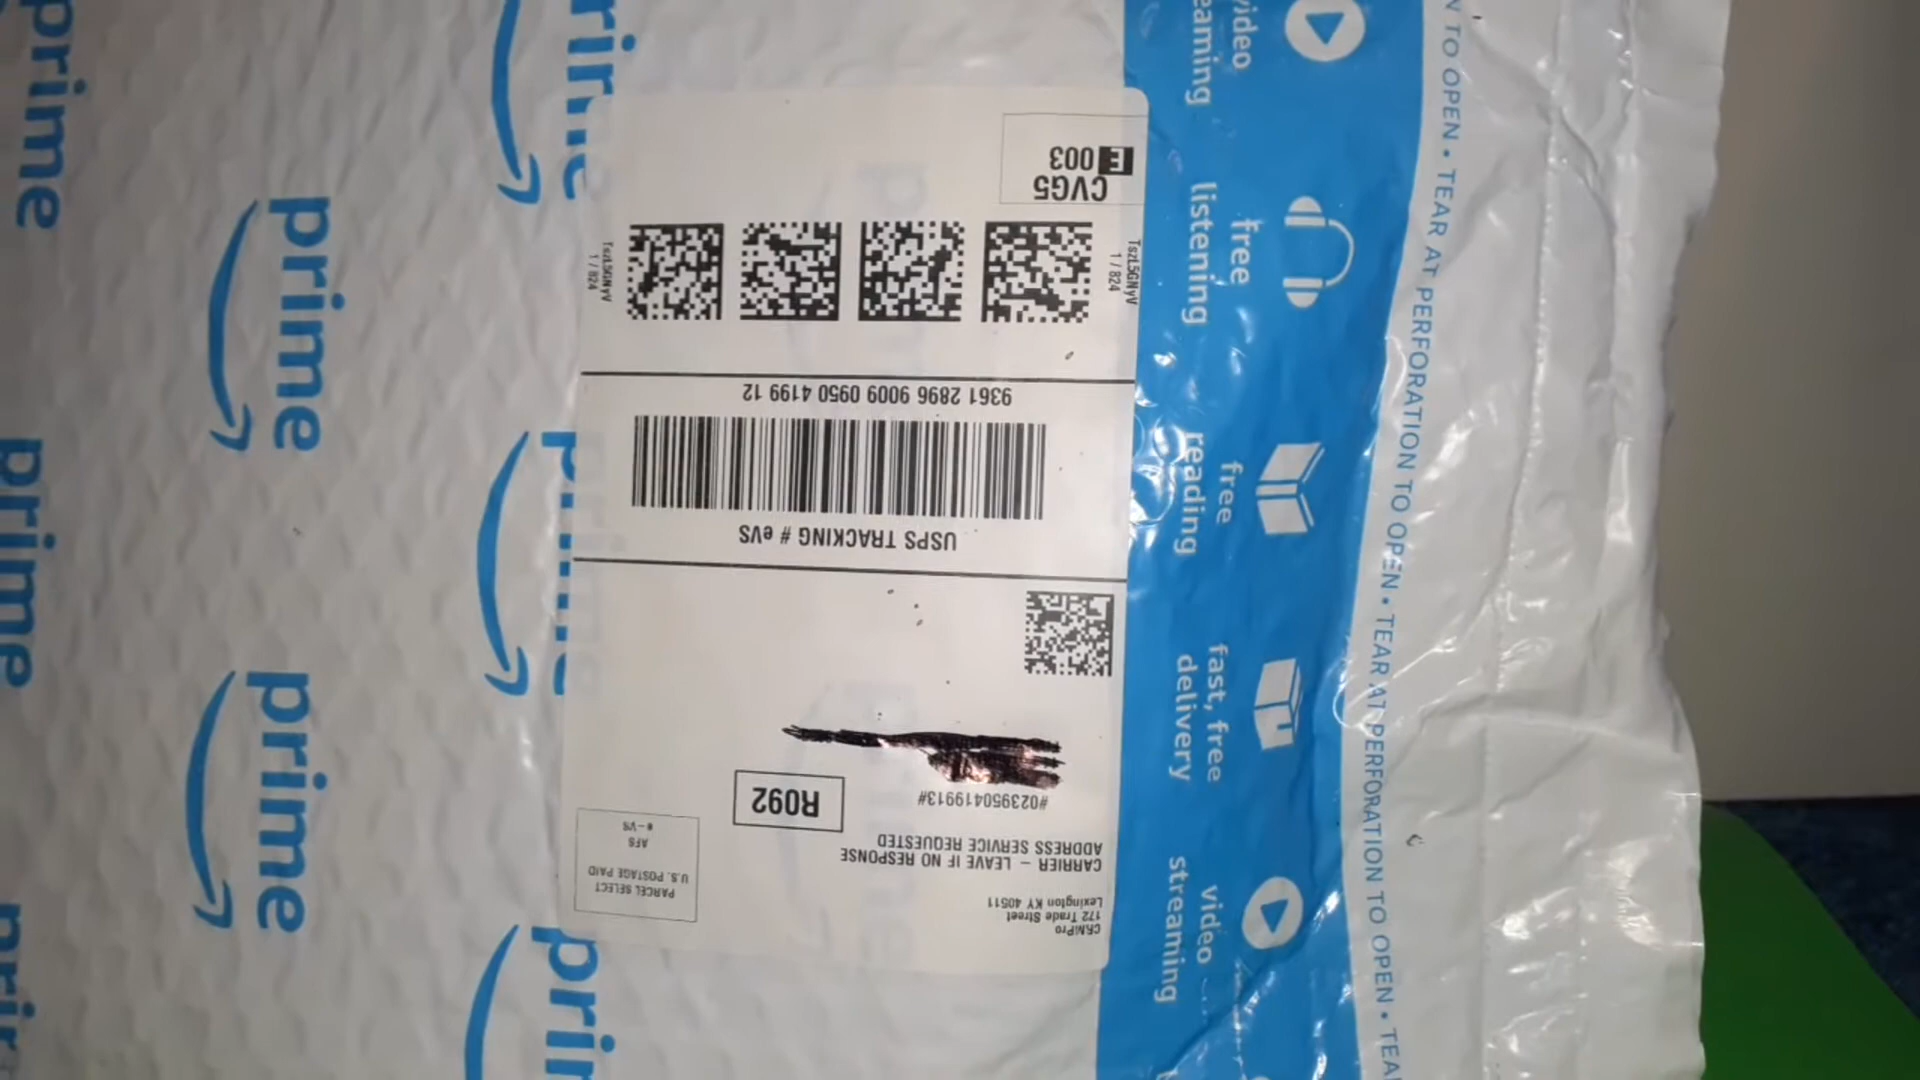 CRMPro
172 Trade Street
Lexington KY 40511
PARCEL SELECT
U.S. POSTAGE PAID
AFS
e-VS
CARRIER - LEAVE IF NO RESPONSE
ADDRESS SERVICE REQUESTED
#023950419913#
R092
USPS TRACKING # eVS
9361 2896 9009 0950 4199 12
TszL5GNyV
1 / 824
TszL5GNyV
1 / 824
CVG5
E 003
prime
prime
prime
prime
prime
prime
prime
video
streaming
free
listening
free
reading
fast, free
delivery
video
streaming
TO OPEN • TEAR AT PERFORATION TO OPEN • TEAR AT PERFORATION TO OPEN • TEAR